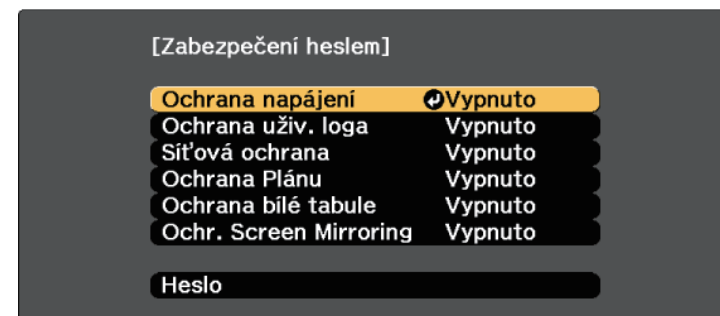 [Zabezpečení heslem]
Ochrana napájení Vypnuto
Ochrana uživ. loga Vypnuto
Síťová ochrana Vypnuto
Ochrana Plánu Vypnuto
Ochrana bílé tabule Vypnuto
Ochr. Screen Mirroring Vypnuto
Heslo